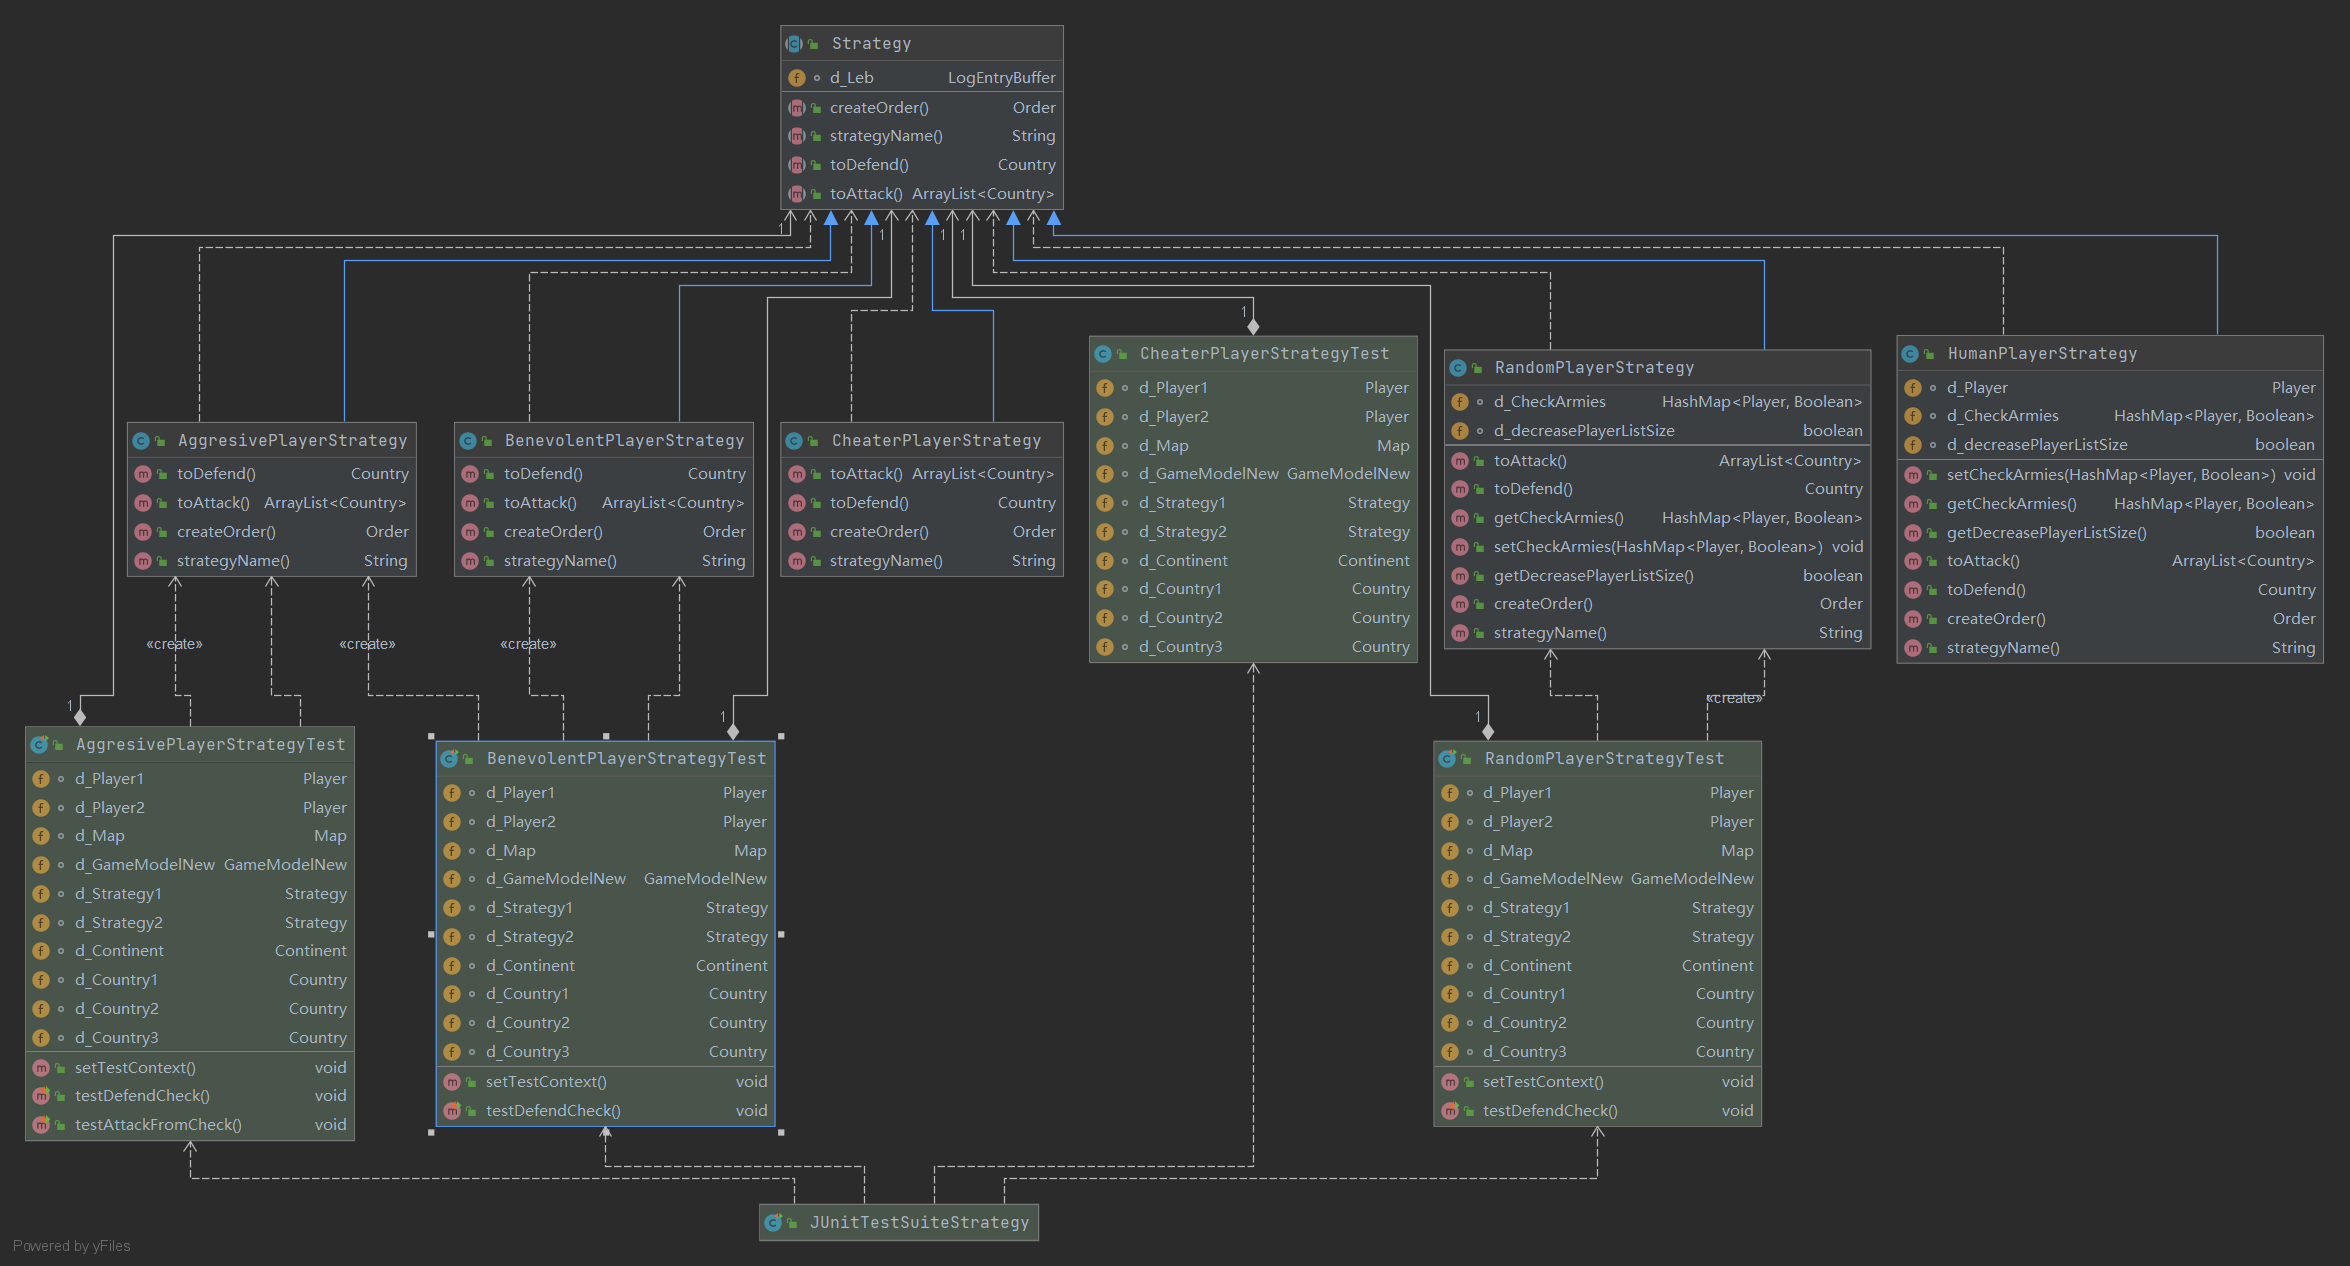 Strategy
d_Leb LogEntryBuffer
createOrder() Order
strategyName() String
toDefend() Country
toAttack() ArrayList<Country>
1
1
1
1
1
AggresivePlayerStrategy
toDefend() Country
toAttack() ArrayList<Country>
createOrder() Order
strategyName() String
BenevolentPlayerStrategy
toDefend() Country
toAttack() ArrayList<Country>
createOrder() Order
strategyName() String
CheaterPlayerStrategy
toAttack() ArrayList<Country>
toDefend() Country
createOrder() Order
strategyName() String
CheaterPlayerStrategyTest
d_Player1 Player
d_Player2 Player
d_Map Map
d_GameModelNew GameModelNew
d_Strategy1 Strategy
d_Strategy2 Strategy
d_Continent Continent
d_Country1 Country
d_Country2 Country
d_Country3 Country
RandomPlayerStrategy
d_CheckArmies HashMap<Player, Boolean>
d_decreasePlayerListSize boolean
toAttack() ArrayList<Country>
toDefend() Country
getCheckArmies() HashMap<Player, Boolean>
setCheckArmies(HashMap<Player, Boolean>) void
getDecreasePlayerListSize() boolean
createOrder() Order
strategyName() String
HumanPlayerStrategy
d_Player Player
d_CheckArmies HashMap<Player, Boolean>
d_decreasePlayerListSize boolean
setCheckArmies(HashMap<Player, Boolean>) void
getCheckArmies() HashMap<Player, Boolean>
getDecreasePlayerListSize() boolean
toAttack() ArrayList<Country>
toDefend() Country
createOrder() Order
strategyName() String
«create»
«create»
«create»
«create»
1
1
1
AggresivePlayerStrategyTest
d_Player1 Player
d_Player2 Player
d_Map Map
d_GameModelNew GameModelNew
d_Strategy1 Strategy
d_Strategy2 Strategy
d_Continent Continent
d_Country1 Country
d_Country2 Country
d_Country3 Country
setTestContext() void
testDefendCheck() void
testAttackFromCheck() void
BenevolentPlayerStrategyTest
d_Player1 Player
d_Player2 Player
d_Map Map
d_GameModelNew GameModelNew
d_Strategy1 Strategy
d_Strategy2 Strategy
d_Continent Continent
d_Country1 Country
d_Country2 Country
d_Country3 Country
setTestContext() void
testDefendCheck() void
RandomPlayerStrategyTest
d_Player1 Player
d_Player2 Player
d_Map Map
d_GameModelNew GameModelNew
d_Strategy1 Strategy
d_Strategy2 Strategy
d_Continent Continent
d_Country1 Country
d_Country2 Country
d_Country3 Country
setTestContext() void
testDefendCheck() void
JUnitTestSuiteStrategy
Powered by yFiles